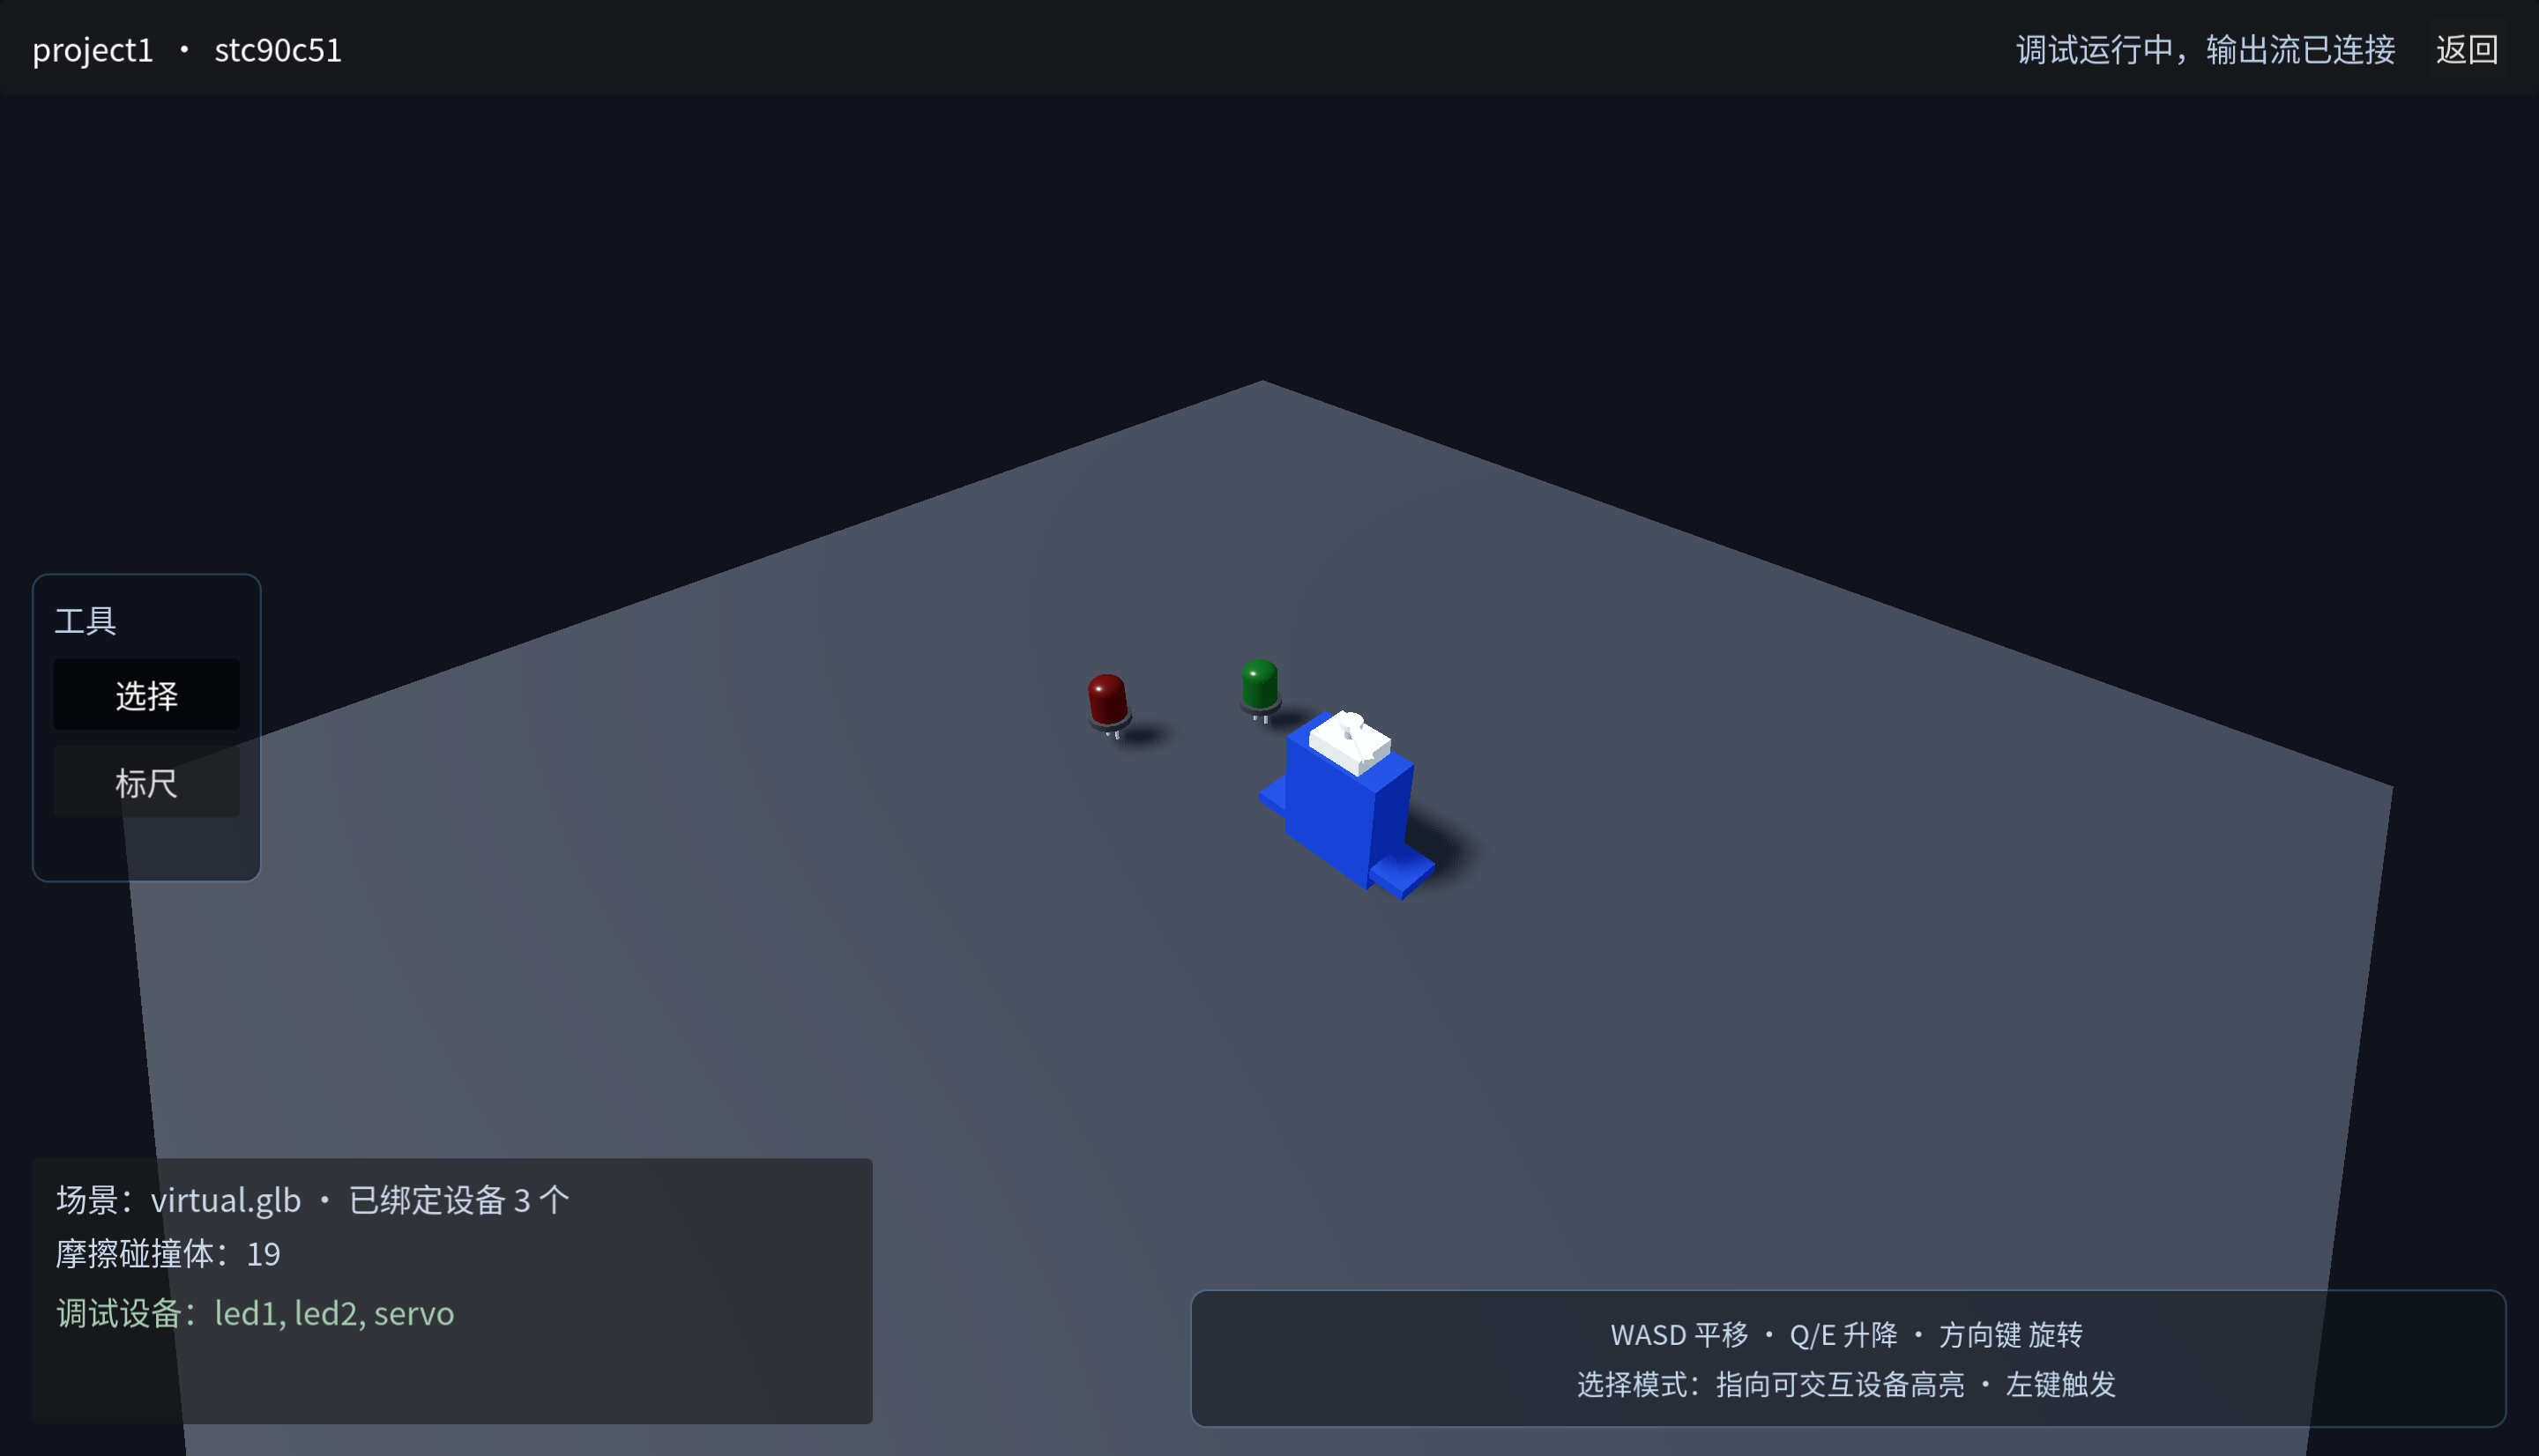 project1 • stc90c51
调试运行中，输出流已连接 返回
工具
选择
标尺
场景：virtual.glb • 已绑定设备 3 个
摩擦碰撞体：19
调试设备：led1, led2, servo
WASD 平移 • Q/E 升降 • 方向键 旋转
选择模式：指向可交互设备高亮 • 左键触发